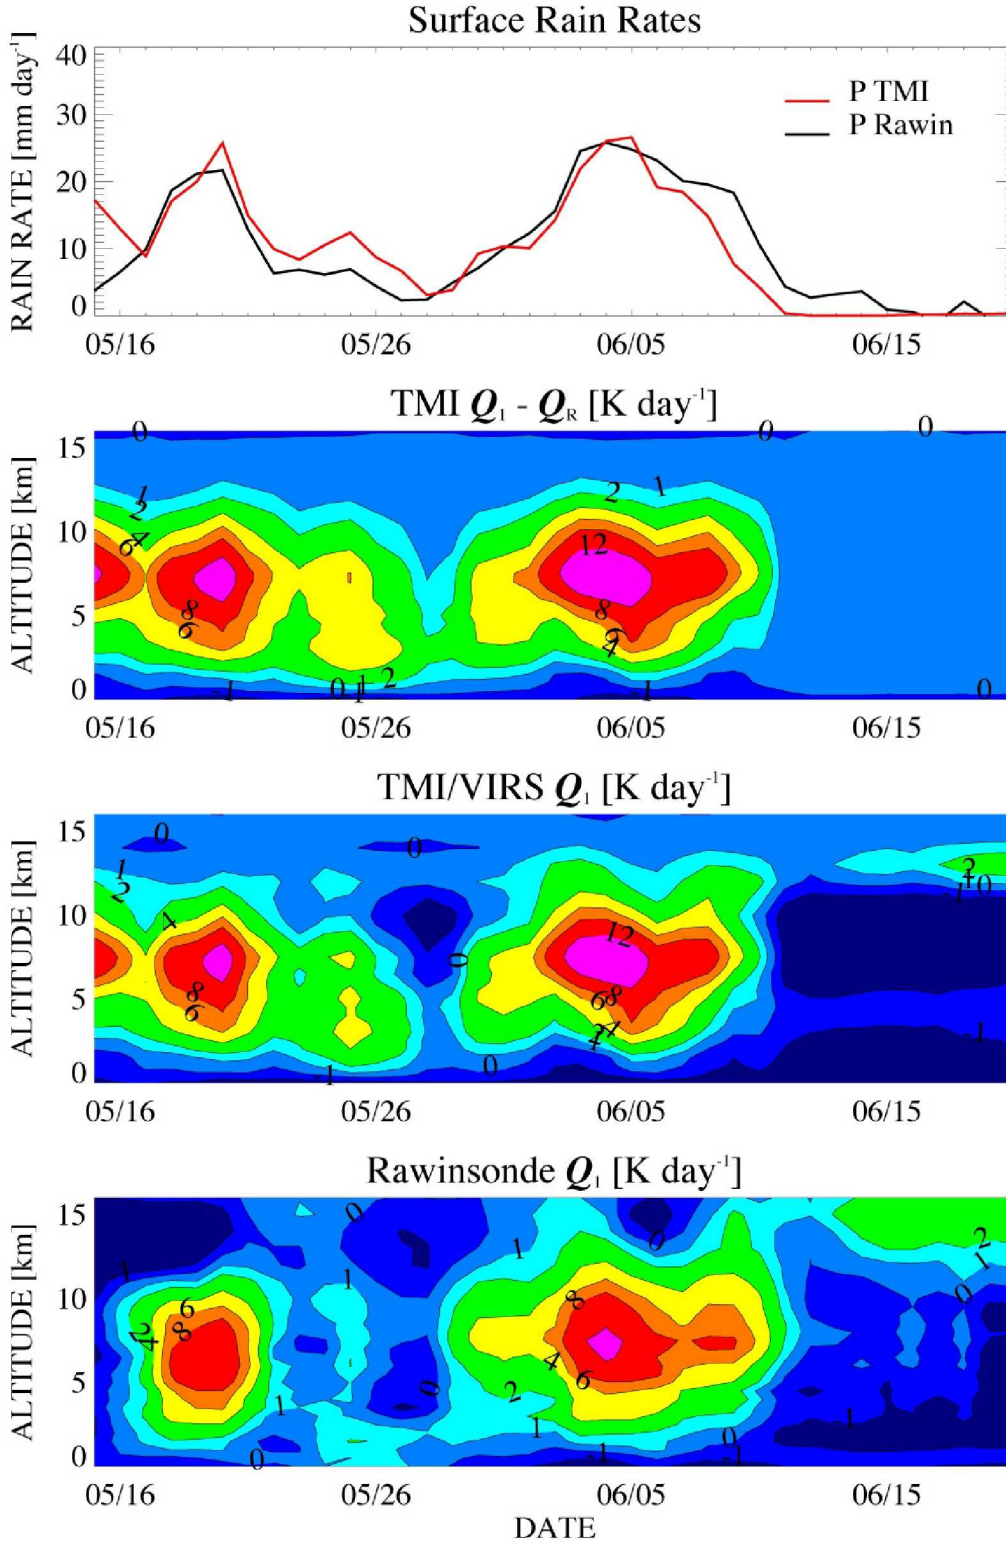 Surface Rain Rates
RAIN RATE [mm day⁻¹]
40
30
20
10
0
P TMI
P Rawin
05/16 05/26 06/05 06/15
TMI Q₁ - Q_R [K day⁻¹]
ALTITUDE [km]
15
10
5
0
0 0 0
1 2 4 6 8 6 -1
0 1 1 2
2 1 12 8 6 4 -1 0
05/16 05/26 06/05 06/15
TMI/VIRS Q₁ [K day⁻¹]
ALTITUDE [km]
15
10
5
0
0 0
1 2 4 8 6 -1
0 0
12 6 8 4 2 1
2 1 0 -1 -1
05/16 05/26 06/05 06/15
Rawinsonde Q₁ [K day⁻¹]
ALTITUDE [km]
15
10
5
0
0 1 0 2 1
1 1 0
6 8 2 4 8
4 6 2 0
1 1 0 -1
0 -1 -1
05/16 05/26 06/05 06/15
DATE